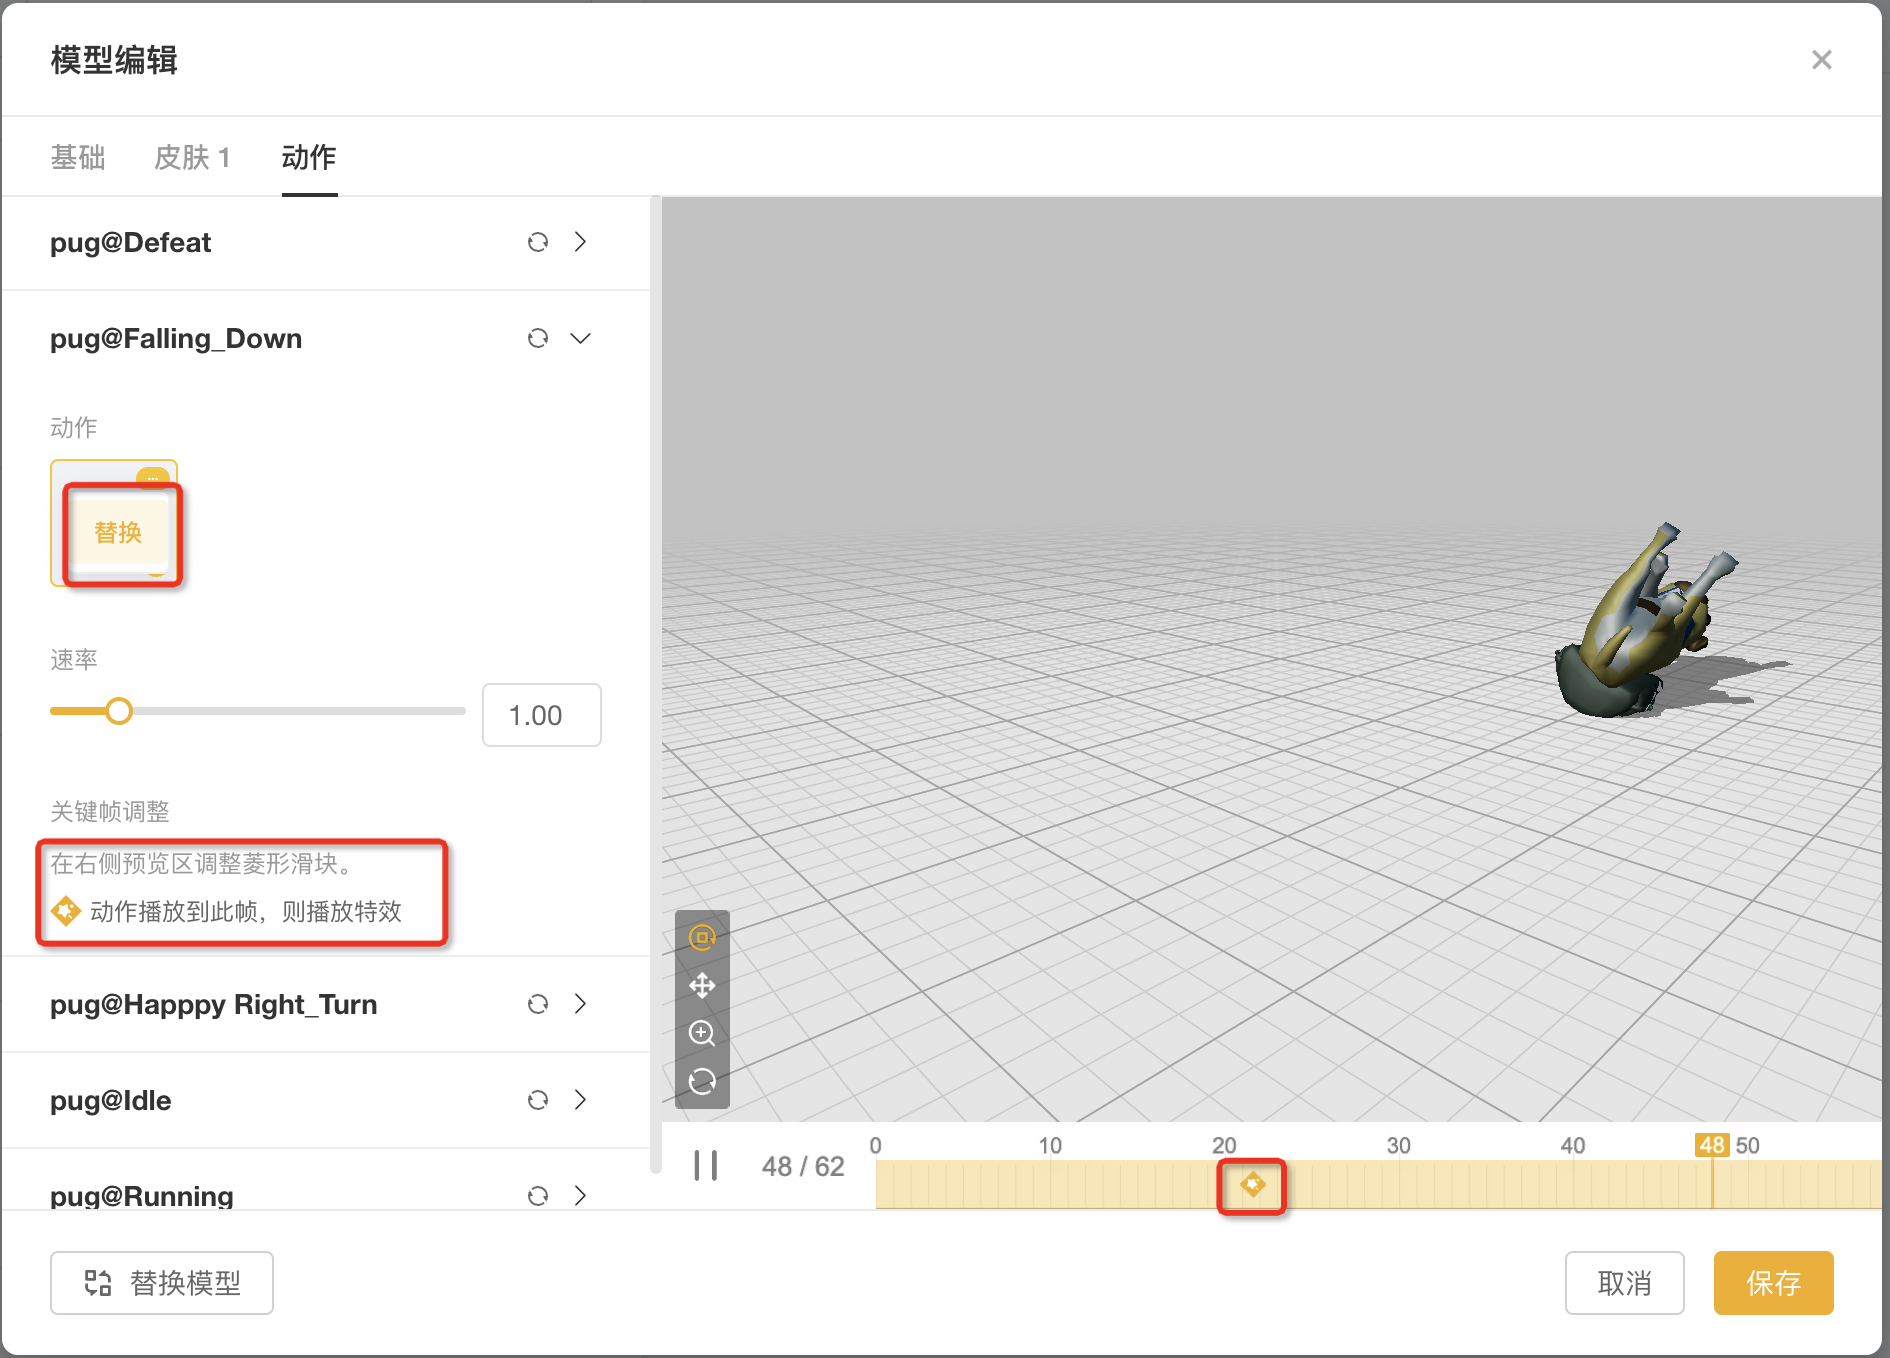 模型编辑
基础 皮肤 1 动作
pug@Defeat
pug@Falling_Down
动作
替换
速率
1.00
关键帧调整
在右侧预览区调整菱形滑块。
动作播放到此帧，则播放特效
pug@Happpy Right_Turn
pug@Idle
pug@Running
0 10 20 30 40 48 50
48 / 62
替换模型
取消 保存